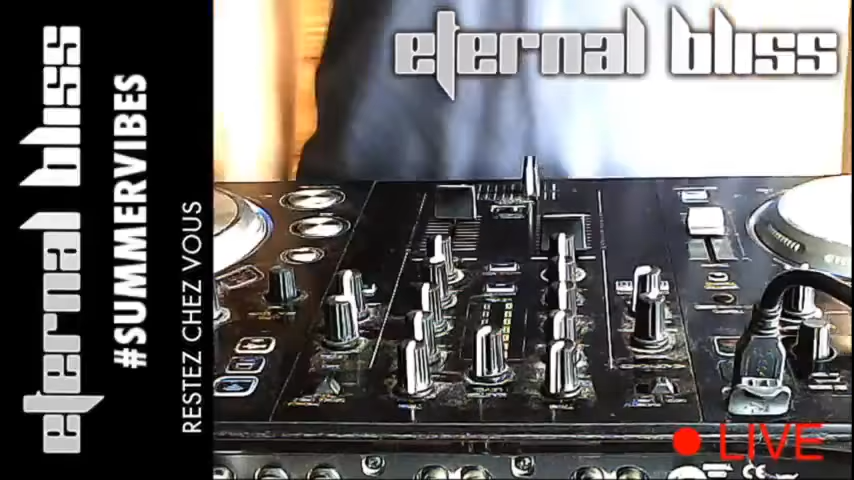 eternal bliss
#SUMMERVIBES
RESTEZ CHEZ VOUS
eternal bliss
LIVE